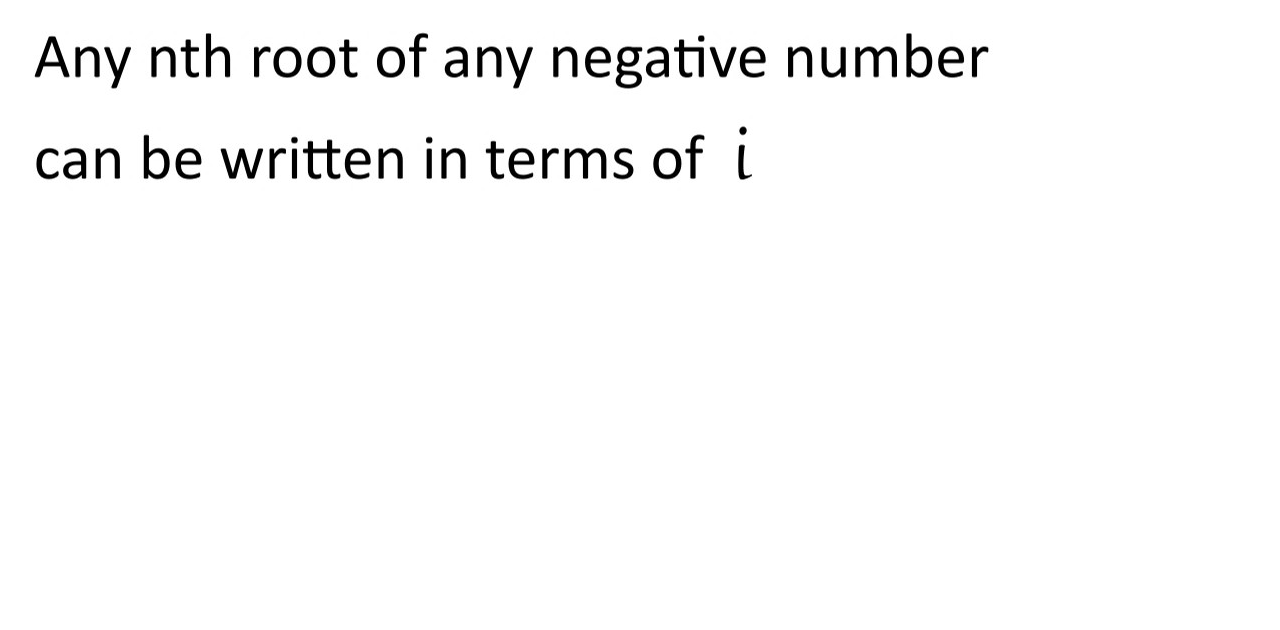 Any nth root of any negative number
can be written in terms of i